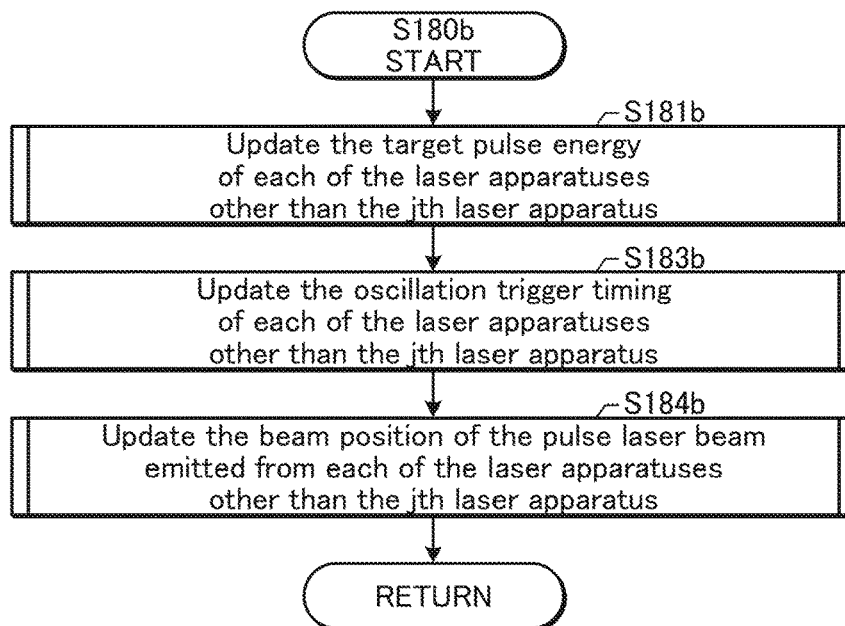 S180b
START
S181b
Update the target pulse energy
of each of the laser apparatuses
other than the jth laser apparatus
S183b
Update the oscillation trigger timing
of each of the laser apparatuses
other than the jth laser apparatus
S184b
Update the beam position of the pulse laser beam
emitted from each of the laser apparatuses
other than the jth laser apparatus
RETURN